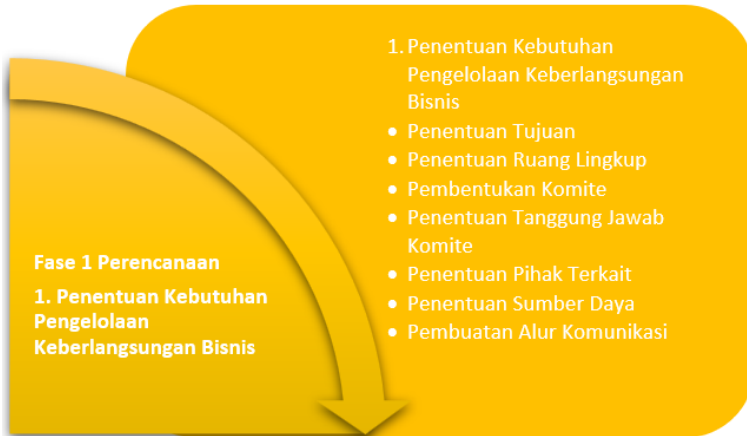 Fase 1 Perencanaan
1. Penentuan Kebutuhan
Pengelolaan
Keberlangsungan Bisnis
1. Penentuan Kebutuhan
Pengelolaan Keberlangsungan
Bisnis
• Penentuan Tujuan
• Penentuan Ruang Lingkup
• Pembentukan Komite
• Penentuan Tanggung Jawab
Komite
• Penentuan Pihak Terkait
• Penentuan Sumber Daya
• Pembuatan Alur Komunikasi